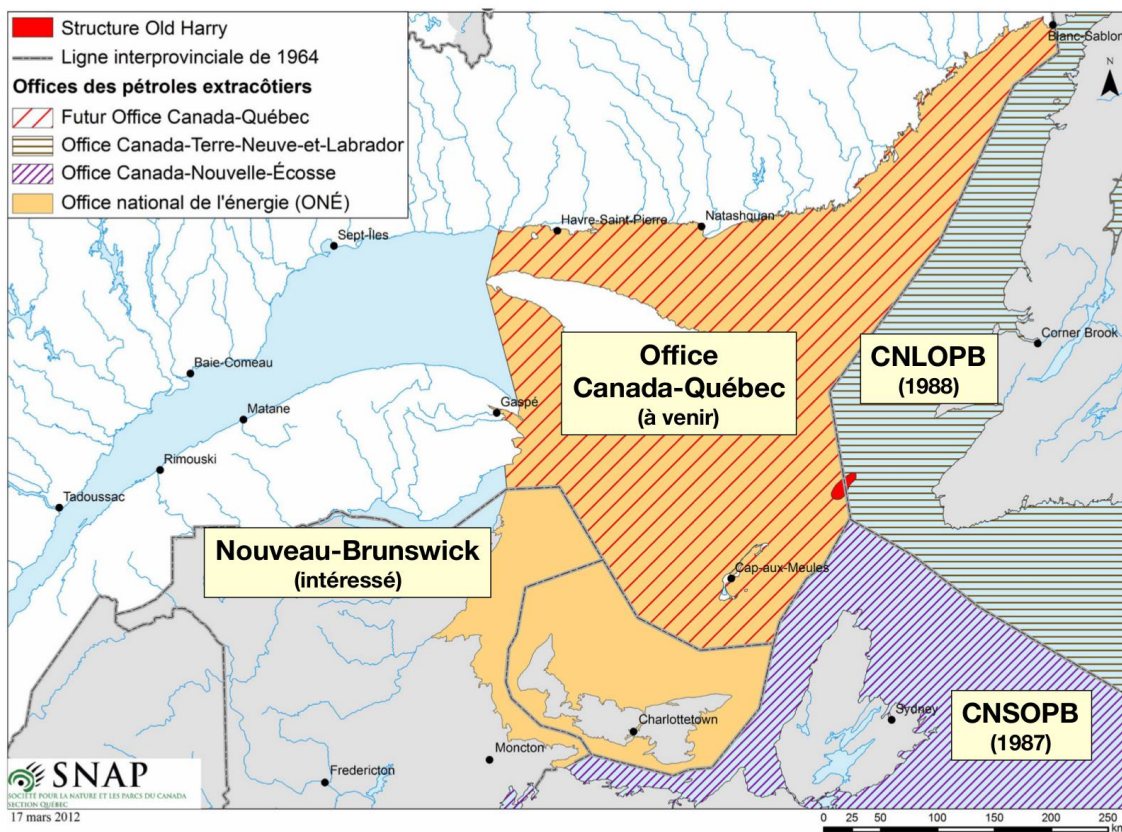 Structure Old Harry
Ligne interprovinciale de 1964
Offices des pétroles extracôtiers
Futur Office Canada-Québec
Office Canada-Terre-Neuve-et-Labrador
Office Canada-Nouvelle-Écosse
Office national de l'énergie (ONÉ)
Blanc-Sablon
N
Havre-Saint-Pierre
Natashquan
Sept-Îles
Corner Brook
Office
Canada-Québec
(à venir)
CNLOPB
(1988)
Baie-Comeau
Matane
Gaspé
Rimouski
Tadoussac
Nouveau-Brunswick
(intéressé)
Cap-aux-Meules
Charlottetown
Sydney
CNSOPB
(1987)
Moncton
Fredericton
SNAP
SOCIÉTÉ POUR LA NATURE ET LES PARCS DU CANADA
SECTION QUÉBEC
17 mars 2012
0 25 50 100 150 200 250
km